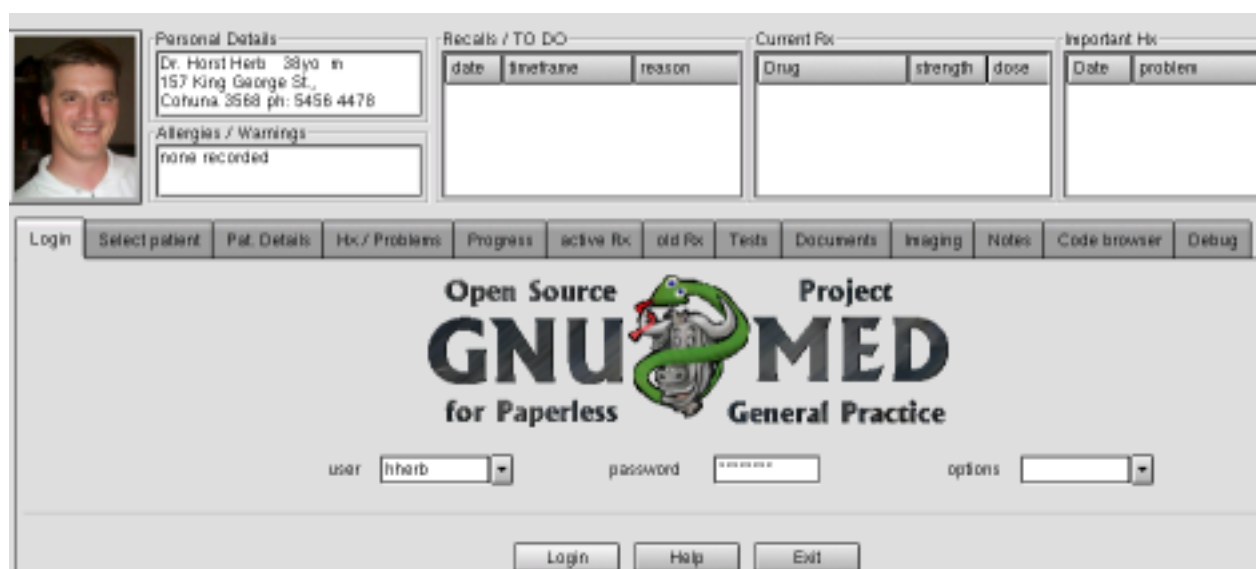 Personal Details
Dr. Horst Herb 38yo m
157 King George St.,
Cohuna 3568 ph: 5456 4478
Allergies / Warnings
none recorded
Recalls / TO DO
date timeframe reason
Current Rx
Drug strength dose
Important Hx
Date problem
Login Select patient Pat. Details Hx / Problems Progress active Rx old Rx Tests Documents Imaging Notes Code browser Debug
Open Source Project
GNU MED
for Paperless General Practice
user hherb password ******** options
Login Help Exit